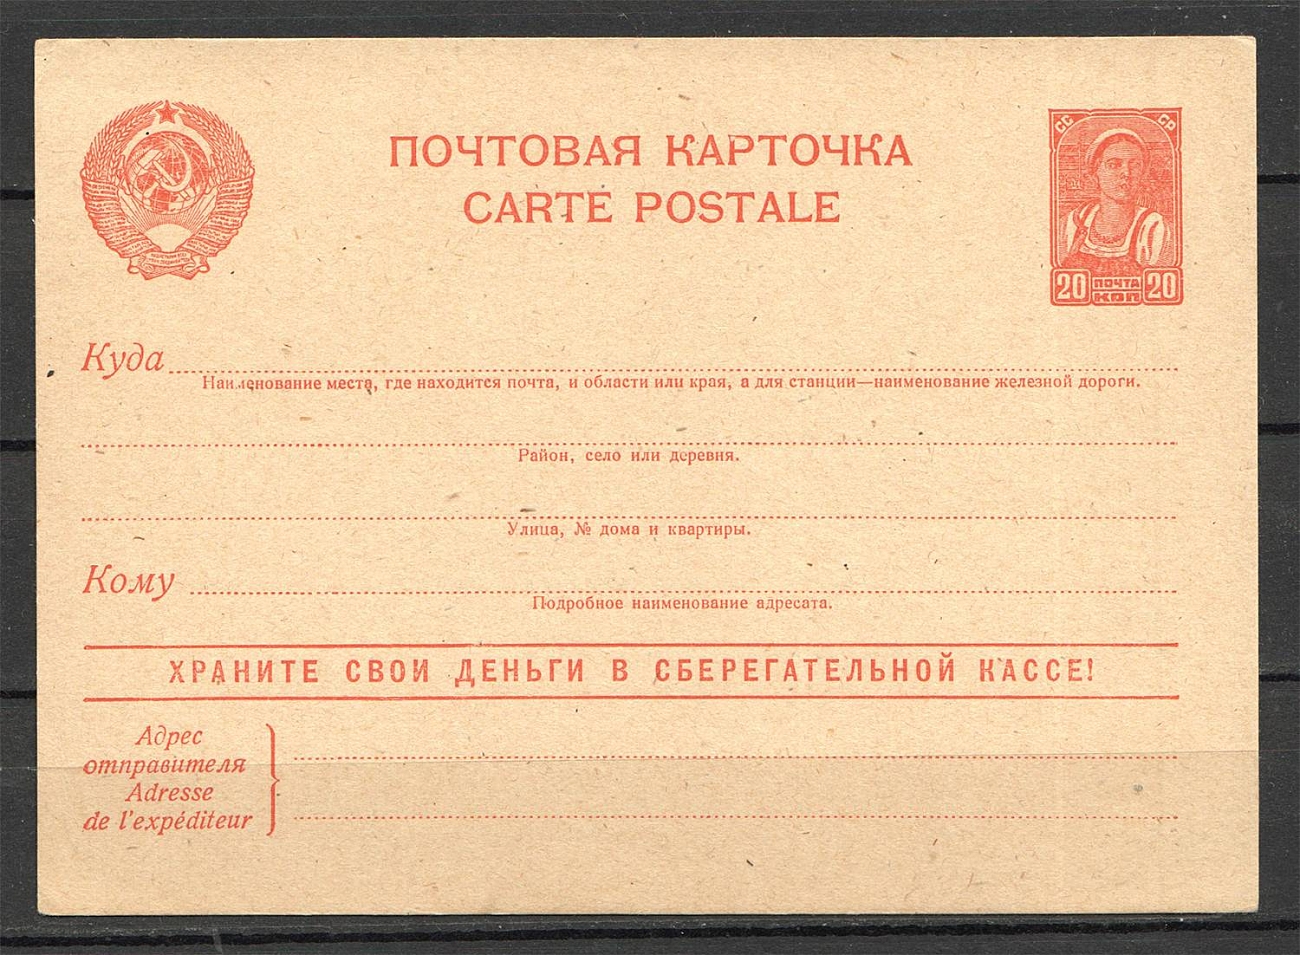 ПОЧТОВАЯ КАРТОЧКА
CARTE POSTALE
СС СР
20 ПОЧТА 20
КОП
Куда
Наименование места, где находится почта, и области или края, а для станции—наименование железной дороги.
Район, село или деревня.
Улица, № дома и квартиры.
Кому
Подробное наименование адресата.
ХРАНИТЕ СВОИ ДЕНЬГИ В СБЕРЕГАТЕЛЬНОЙ КАССЕ!
Адрес
отправителя
Adresse
de l'expéditeur